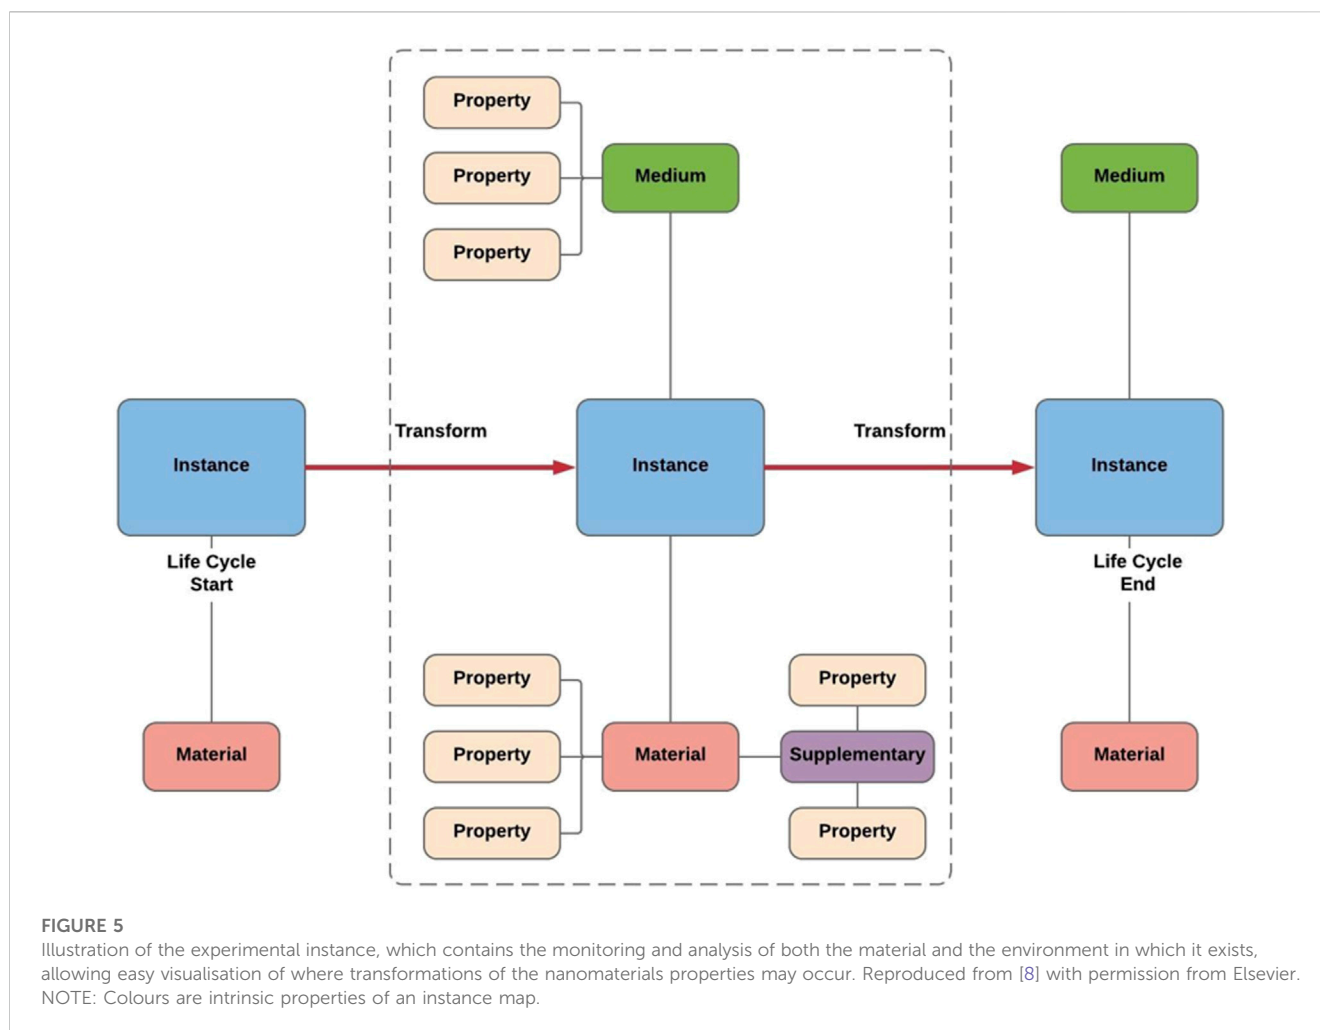 Property
Property
Medium
Medium
Property
Transform
Transform
Instance
Instance
Instance
Life Cycle
Start
Life Cycle
End
Property
Property
Material
Property
Material
Supplementary
Material
Property
Property
FIGURE 5
Illustration of the experimental instance, which contains the monitoring and analysis of both the material and the environment in which it exists,
allowing easy visualisation of where transformations of the nanomaterials properties may occur. Reproduced from [8] with permission from Elsevier.
NOTE: Colours are intrinsic properties of an instance map.